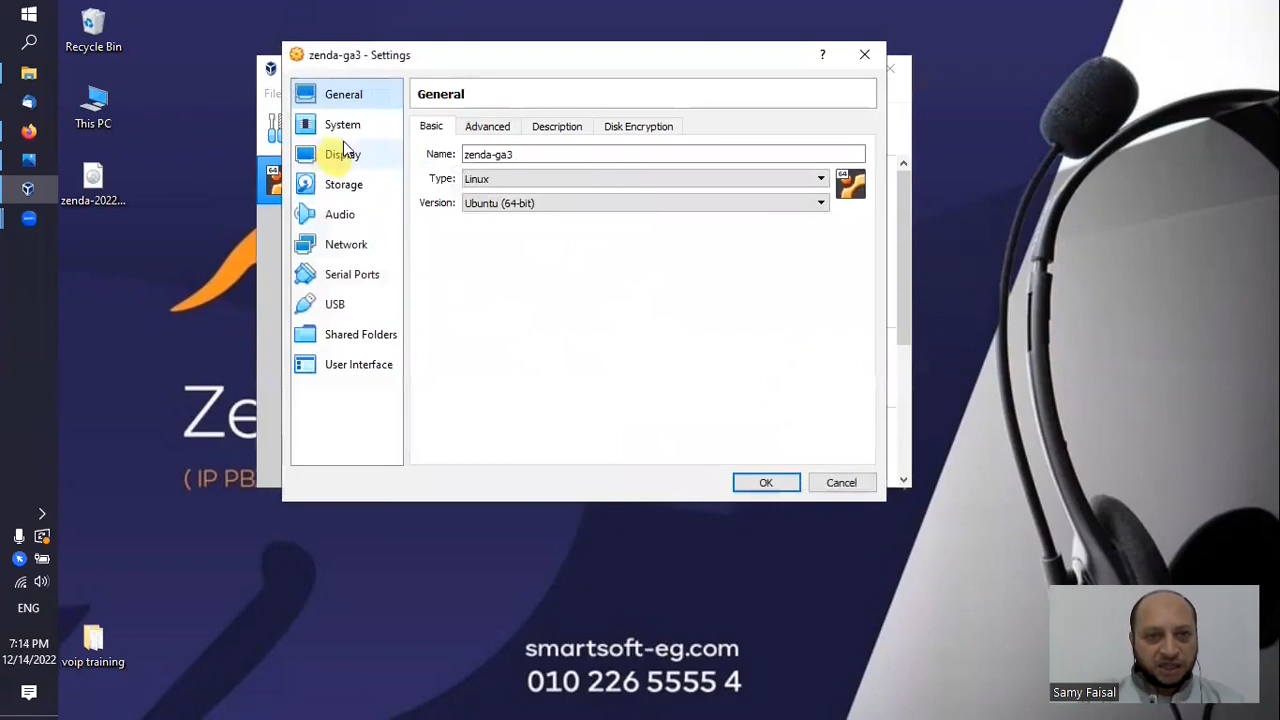 Recycle Bin
This PC
zenda-2022...
voip training
ENG
7:14 PM
12/14/2022
File
zenda-ga3 - Settings
?
General
System
Display
Storage
Audio
Network
Serial Ports
USB
Shared Folders
User Interface
General
Basic
Advanced
Description
Disk Encryption
Name:
zenda-ga3
Type:
Linux
64
Version:
Ubuntu (64-bit)
OK
Cancel
64
Ze
( IP PB
smartsoft-eg.com
010 226 5555 4
Samy Faisal